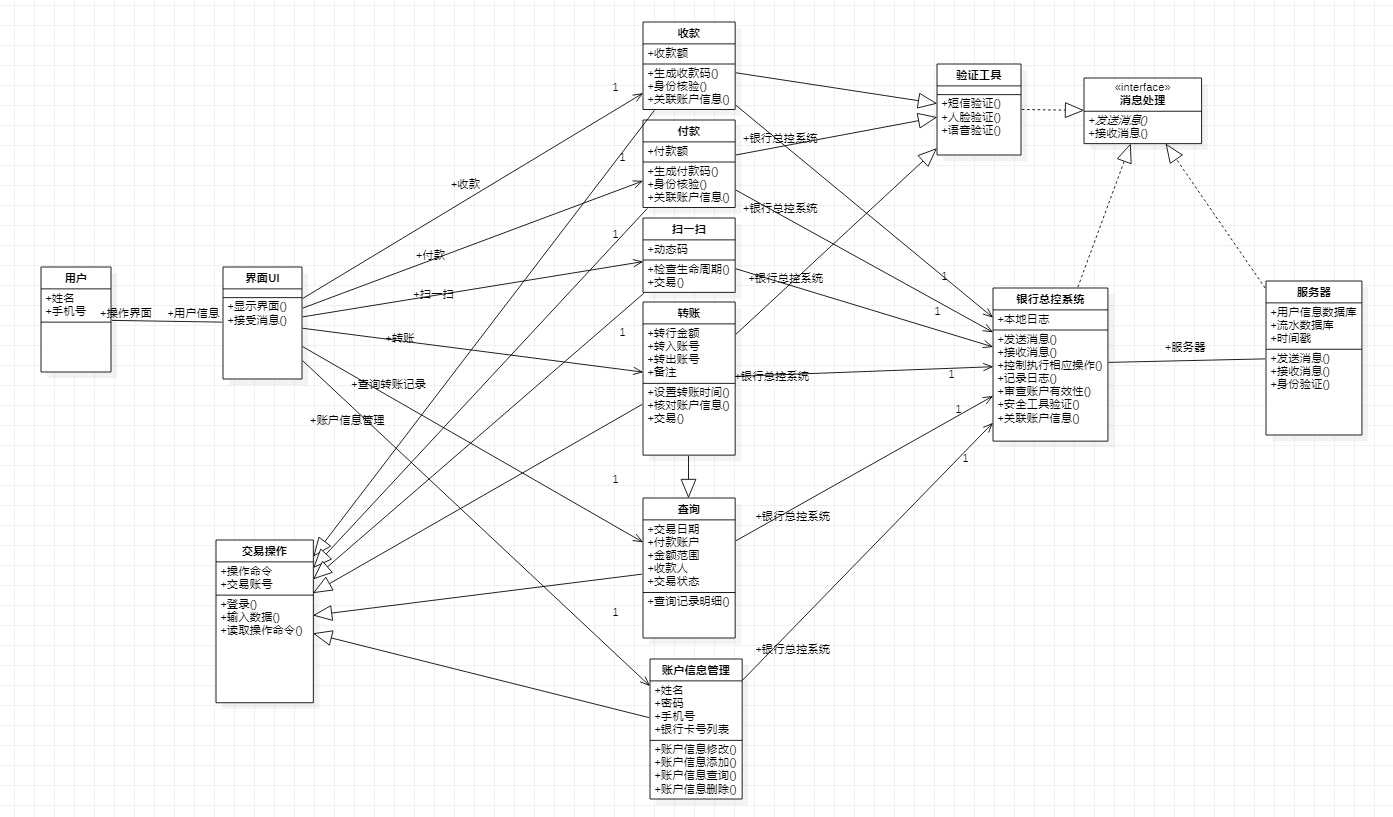 收款
+收款额
+生成收款码()
+身份核验()
+关联账户信息()
付款
+付款额
+生成付款码()
+身份核验()
+关联账户信息()
扫一扫
+动态码
+检查生命周期()
+交易()
转账
+转行金额
+转入账号
+转出账号
+备注
+设置转账时间()
+核对账户信息()
+交易()
查询
+交易日期
+付款账户
+金额范围
+收款人
+交易状态
+查询记录明细()
账户信息管理
+姓名
+密码
+手机号
+银行卡号列表
+账户信息修改()
+账户信息添加()
+账户信息查询()
+账户信息删除()
用户
+姓名
+手机号
+操作界面
+用户信息
界面UI
+显示界面()
+接受消息()
+收款
1
+付款
1
+扫一扫
1
+转账
1
+查询转账记录
1
+账户信息管理
1
交易操作
+操作命令
+交易账号
+登录()
+输入数据()
+读取操作命令()
验证工具
+短信验证()
+人脸验证()
+语音验证()
«interface»
消息处理
+发送消息()
+接收消息()
+银行总控系统
1
+银行总控系统
1
+银行总控系统
+银行总控系统
1
+银行总控系统
1
+银行总控系统
1
银行总控系统
+本地日志
+发送消息()
+接收消息()
+控制执行相应操作()
+记录日志()
+审查账户有效性()
+安全工具验证()
+关联账户信息()
+服务器
服务器
+用户信息数据库
+流水数据库
+时间戳
+发送消息()
+接收消息()
+身份验证()